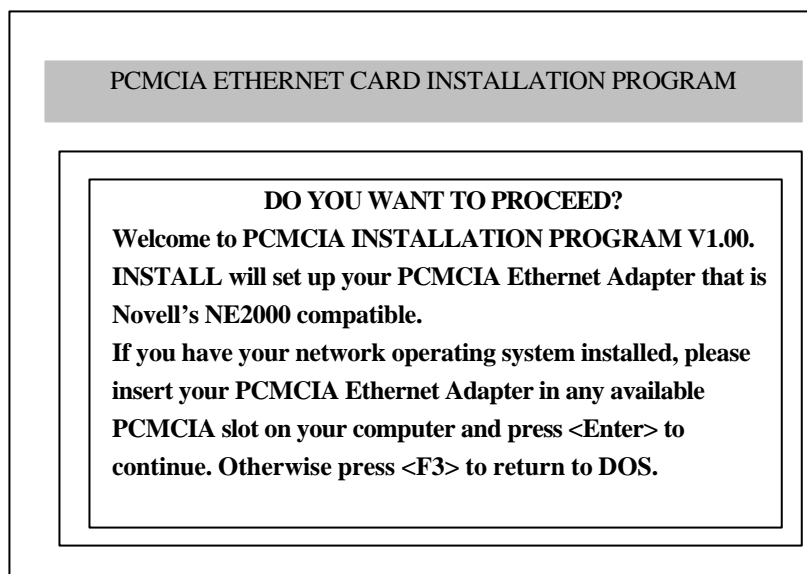 PCMCIA ETHERNET CARD INSTALLATION PROGRAM
DO YOU WANT TO PROCEED?
Welcome to PCMCIA INSTALLATION PROGRAM V1.00.
INSTALL will set up your PCMCIA Ethernet Adapter that is
Novell’s NE2000 compatible.
If you have your network operating system installed, please
insert your PCMCIA Ethernet Adapter in any available
PCMCIA slot on your computer and press <Enter> to
continue. Otherwise press <F3> to return to DOS.